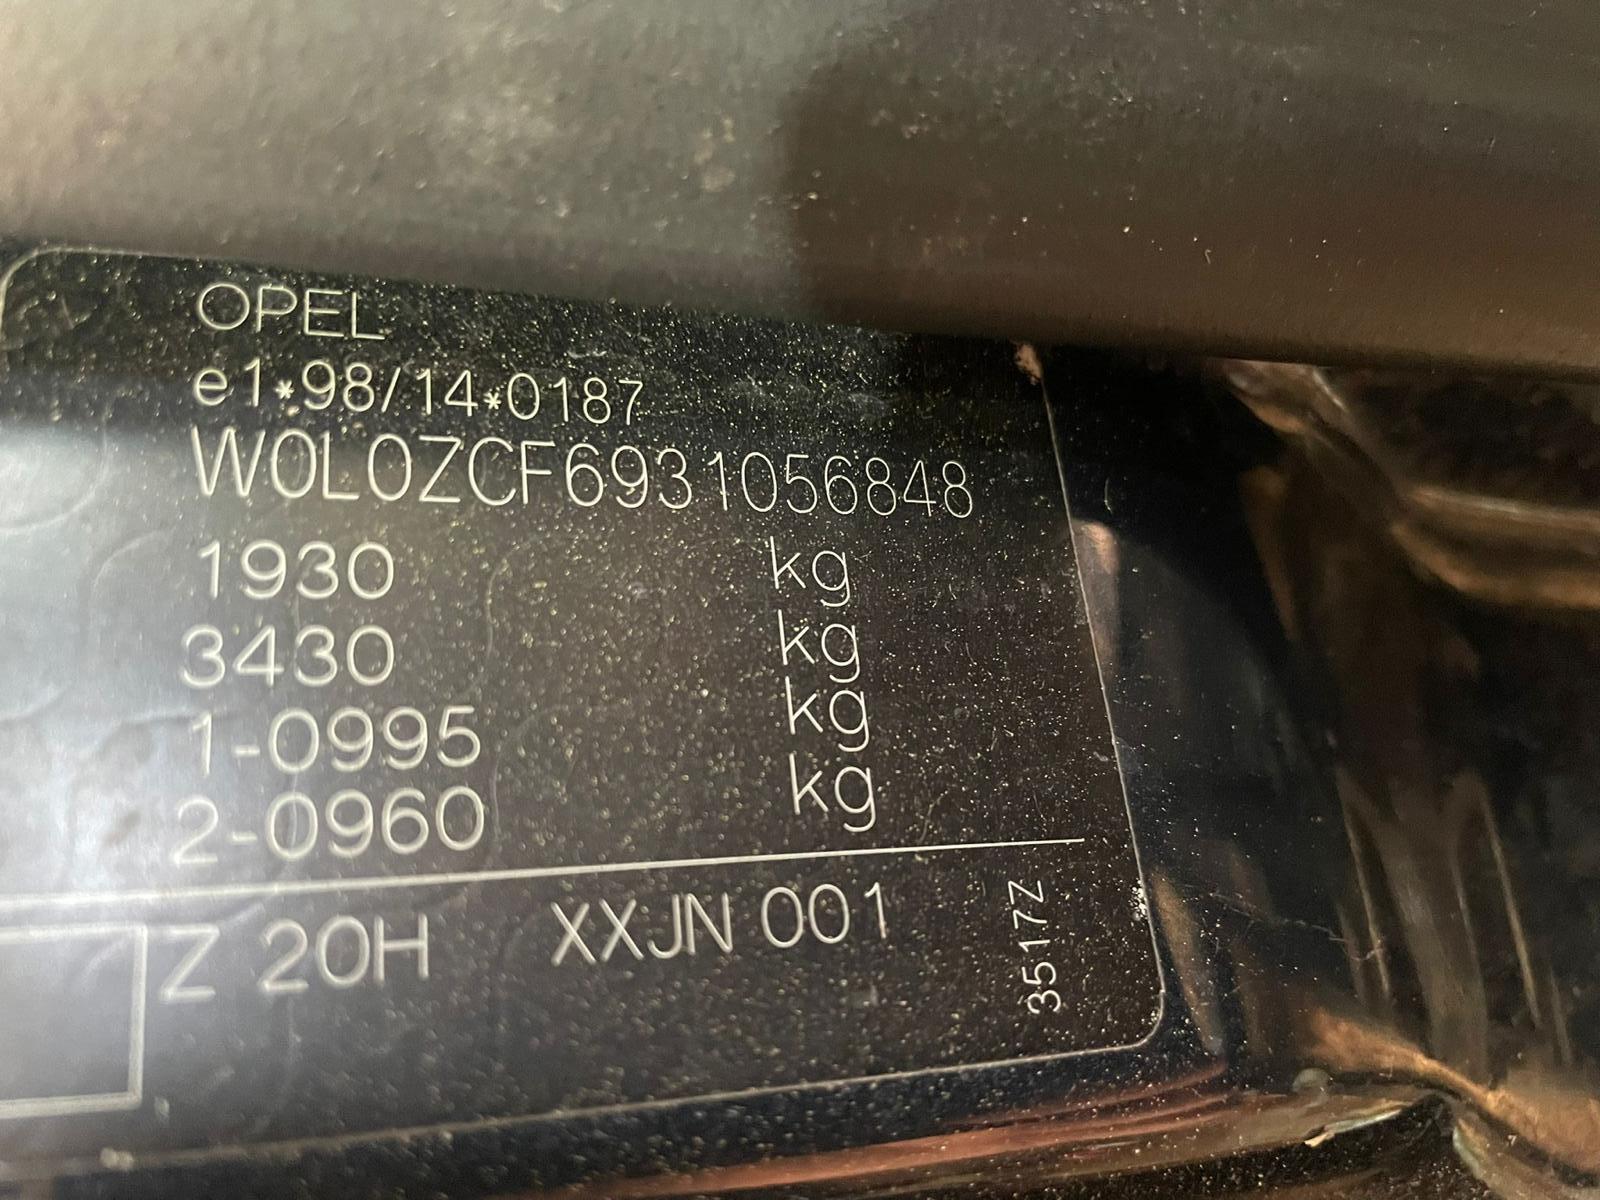 OPEL
e1*98/14*0187
W0L0ZCF6931056848
1930 kg
3430 kg
1-0995 kg
2-0960 kg
Z 20H XXJN 001
3517Z